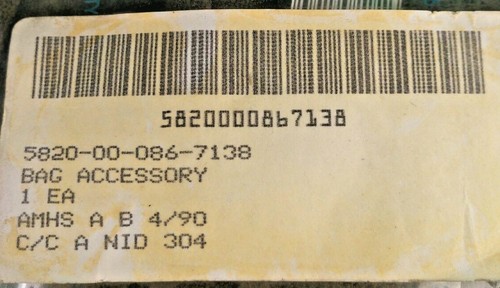 5820000867138
5820-00-086-7138
BAG ACCESSORY
1 EA
AMHS A B 4/90
C/C A NID 304